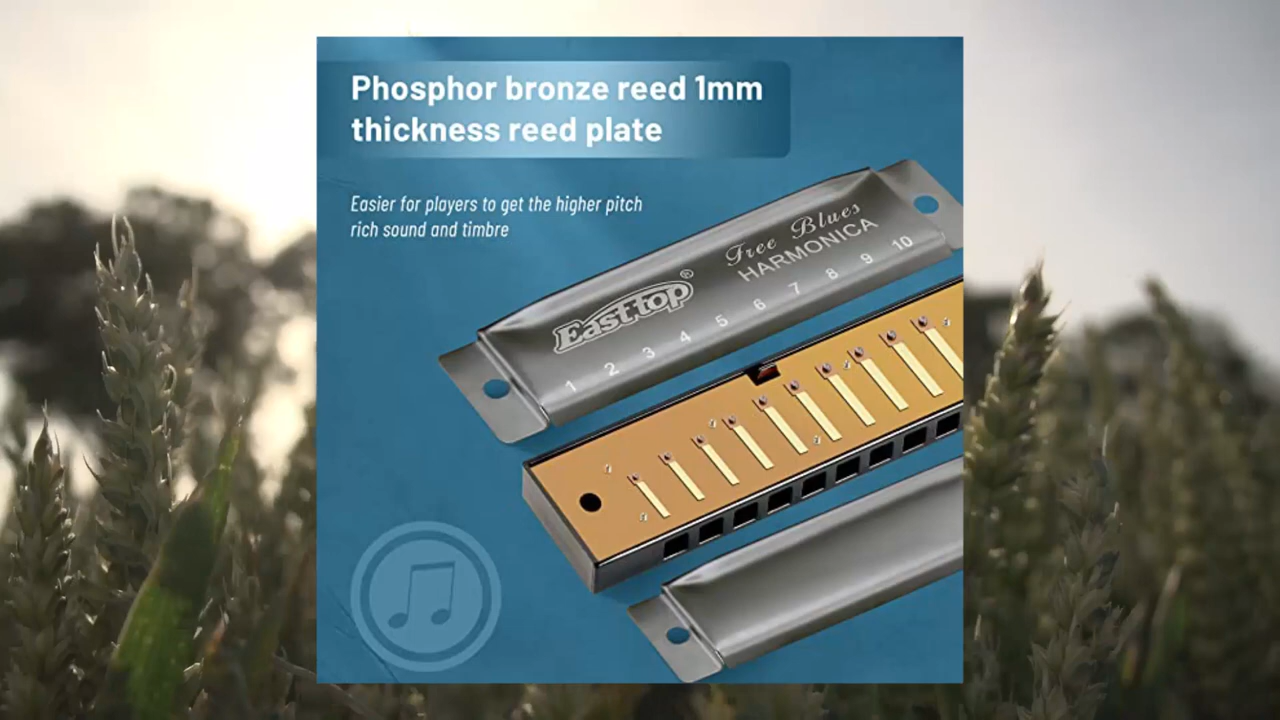 Phosphor bronze reed 1mm
thickness reed plate
Easier for players to get the higher pitch
rich sound and timbre
Easttop®
Tree Blues
HARMONICA
1 2 3 4 5 6 7 8 9 10